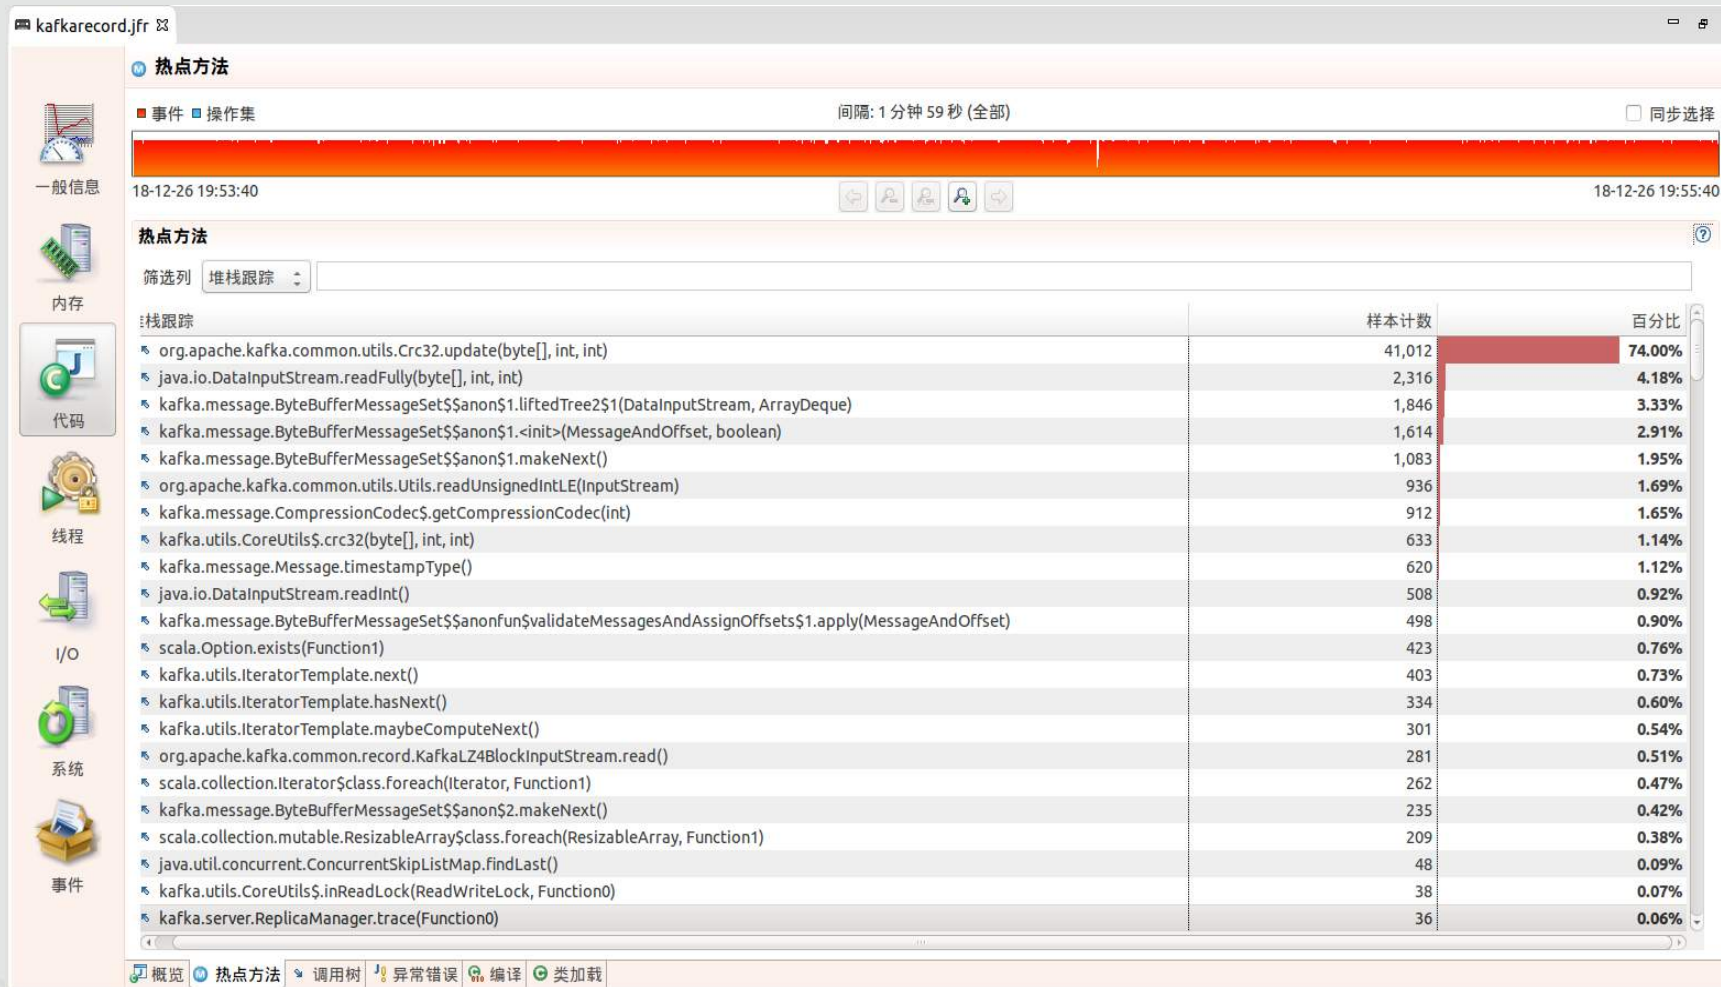 kafkarecord.jfr
热点方法
事件 操作集 间隔: 1 分钟 59 秒 (全部) 同步选择
18-12-26 19:53:40 18-12-26 19:55:40
一般信息
内存
代码
线程
I/O
系统
事件
热点方法
筛选列 堆栈跟踪
栈跟踪 样本计数 百分比
org.apache.kafka.common.utils.Crc32.update(byte[], int, int) 41,012 74.00%
java.io.DataInputStream.readFully(byte[], int, int) 2,316 4.18%
kafka.message.ByteBufferMessageSet$$anon$1.liftedTree2$1(DataInputStream, ArrayDeque) 1,846 3.33%
kafka.message.ByteBufferMessageSet$$anon$1.<init>(MessageAndOffset, boolean) 1,614 2.91%
kafka.message.ByteBufferMessageSet$$anon$1.makeNext() 1,083 1.95%
org.apache.kafka.common.utils.Utils.readUnsignedIntLE(InputStream) 936 1.69%
kafka.message.CompressionCodec$.getCompressionCodec(int) 912 1.65%
kafka.utils.CoreUtils$.crc32(byte[], int, int) 633 1.14%
kafka.message.Message.timestampType() 620 1.12%
java.io.DataInputStream.readInt() 508 0.92%
kafka.message.ByteBufferMessageSet$$anonfun$validateMessagesAndAssignOffsets$1.apply(MessageAndOffset) 498 0.90%
scala.Option.exists(Function1) 423 0.76%
kafka.utils.IteratorTemplate.next() 403 0.73%
kafka.utils.IteratorTemplate.hasNext() 334 0.60%
kafka.utils.IteratorTemplate.maybeComputeNext() 301 0.54%
org.apache.kafka.common.record.KafkaLZ4BlockInputStream.read() 281 0.51%
scala.collection.Iterator$class.foreach(Iterator, Function1) 262 0.47%
kafka.message.ByteBufferMessageSet$$anon$2.makeNext() 235 0.42%
scala.collection.mutable.ResizableArray$class.foreach(ResizableArray, Function1) 209 0.38%
java.util.concurrent.ConcurrentSkipListMap.findLast() 48 0.09%
kafka.utils.CoreUtils$.inReadLock(ReadWriteLock, Function0) 38 0.07%
kafka.server.ReplicaManager.trace(Function0) 36 0.06%
概览 热点方法 调用树 异常错误 编译 类加载